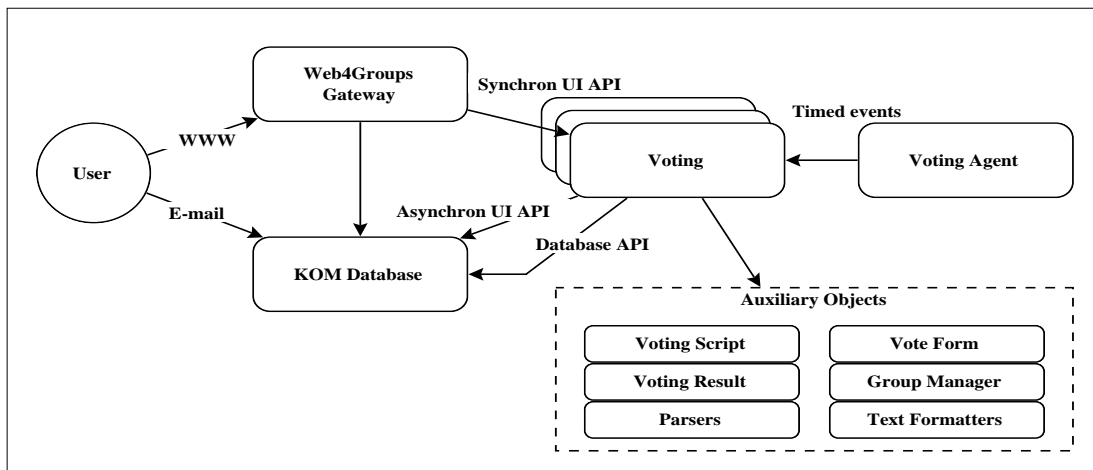 Web4Groups
Gateway
Synchron UI API
Timed events
WWW
User
Voting
Voting Agent
E-mail
Asynchron UI API
Database API
KOM Database
Auxiliary Objects
Voting Script
Vote Form
Voting Result
Group Manager
Parsers
Text Formatters